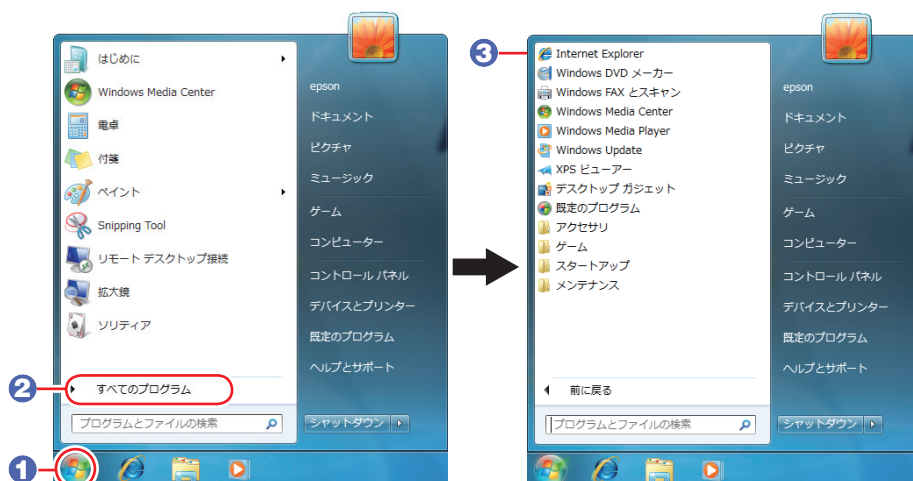 はじめに
Windows Media Center
電卓
付箋
ペイント
Snipping Tool
リモート デスクトップ接続
拡大鏡
ソリティア
2
すべてのプログラム
プログラムとファイルの検索
1
epson
ドキュメント
ピクチャ
ミュージック
ゲーム
コンピューター
コントロール パネル
デバイスとプリンター
既定のプログラム
ヘルプとサポート
シャットダウン
3
Internet Explorer
Windows DVD メーカー
Windows FAX とスキャン
Windows Media Center
Windows Media Player
Windows Update
XPS ビューアー
デスクトップ ガジェット
既定のプログラム
アクセサリ
ゲーム
スタートアップ
メンテナンス
前に戻る
プログラムとファイルの検索
epson
ドキュメント
ピクチャ
ミュージック
ゲーム
コンピューター
コントロール パネル
デバイスとプリンター
既定のプログラム
ヘルプとサポート
シャットダウン